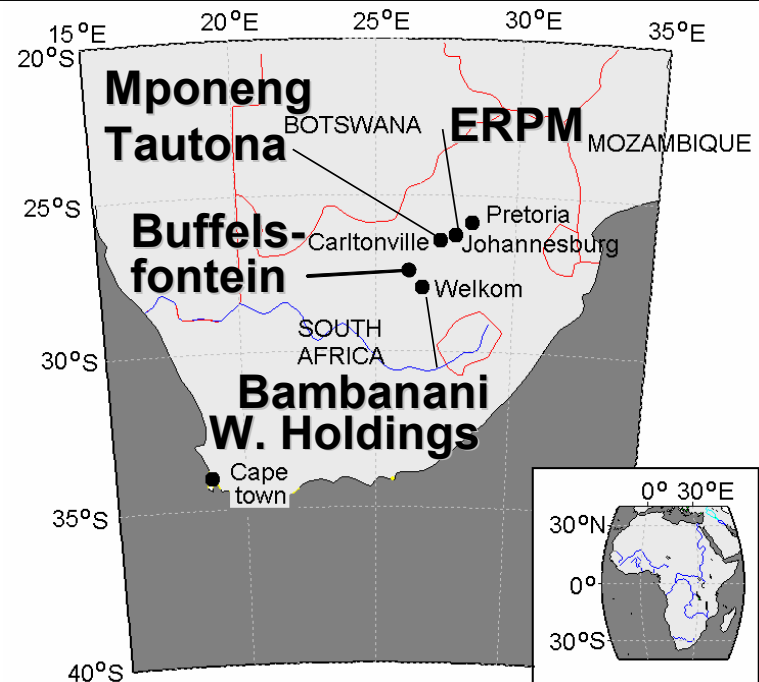 15°E
20°E
25°E
30°E
35°E
20°S
Mponeng
Tautona
BOTSWANA
ERPM
MOZAMBIQUE
25°S
Buffels-
fontein
Carltonville
Pretoria
Johannesburg
Welkom
SOUTH
AFRICA
30°S
Bambanani
W. Holdings
Cape
town
35°S
40°S
0° 30°E
30°N
0°
30°S